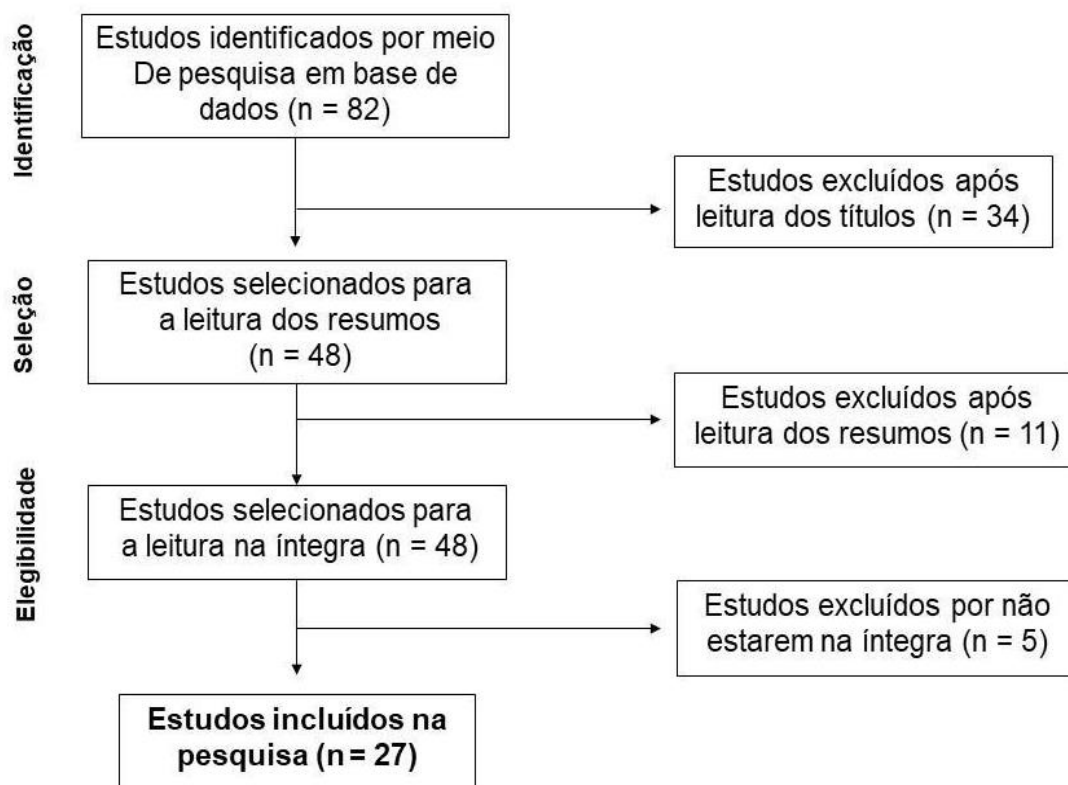 Identificação
Estudos identificados por meio
De pesquisa em base de
dados (n = 82)
Estudos excluídos após
leitura dos títulos (n = 34)
Seleção
Estudos selecionados para
a leitura dos resumos
(n = 48)
Estudos excluídos após
leitura dos resumos (n = 11)
Elegibilidade
Estudos selecionados para
a leitura na íntegra (n = 48)
Estudos excluídos por não
estarem na íntegra (n = 5)
Estudos incluídos na
pesquisa (n = 27)